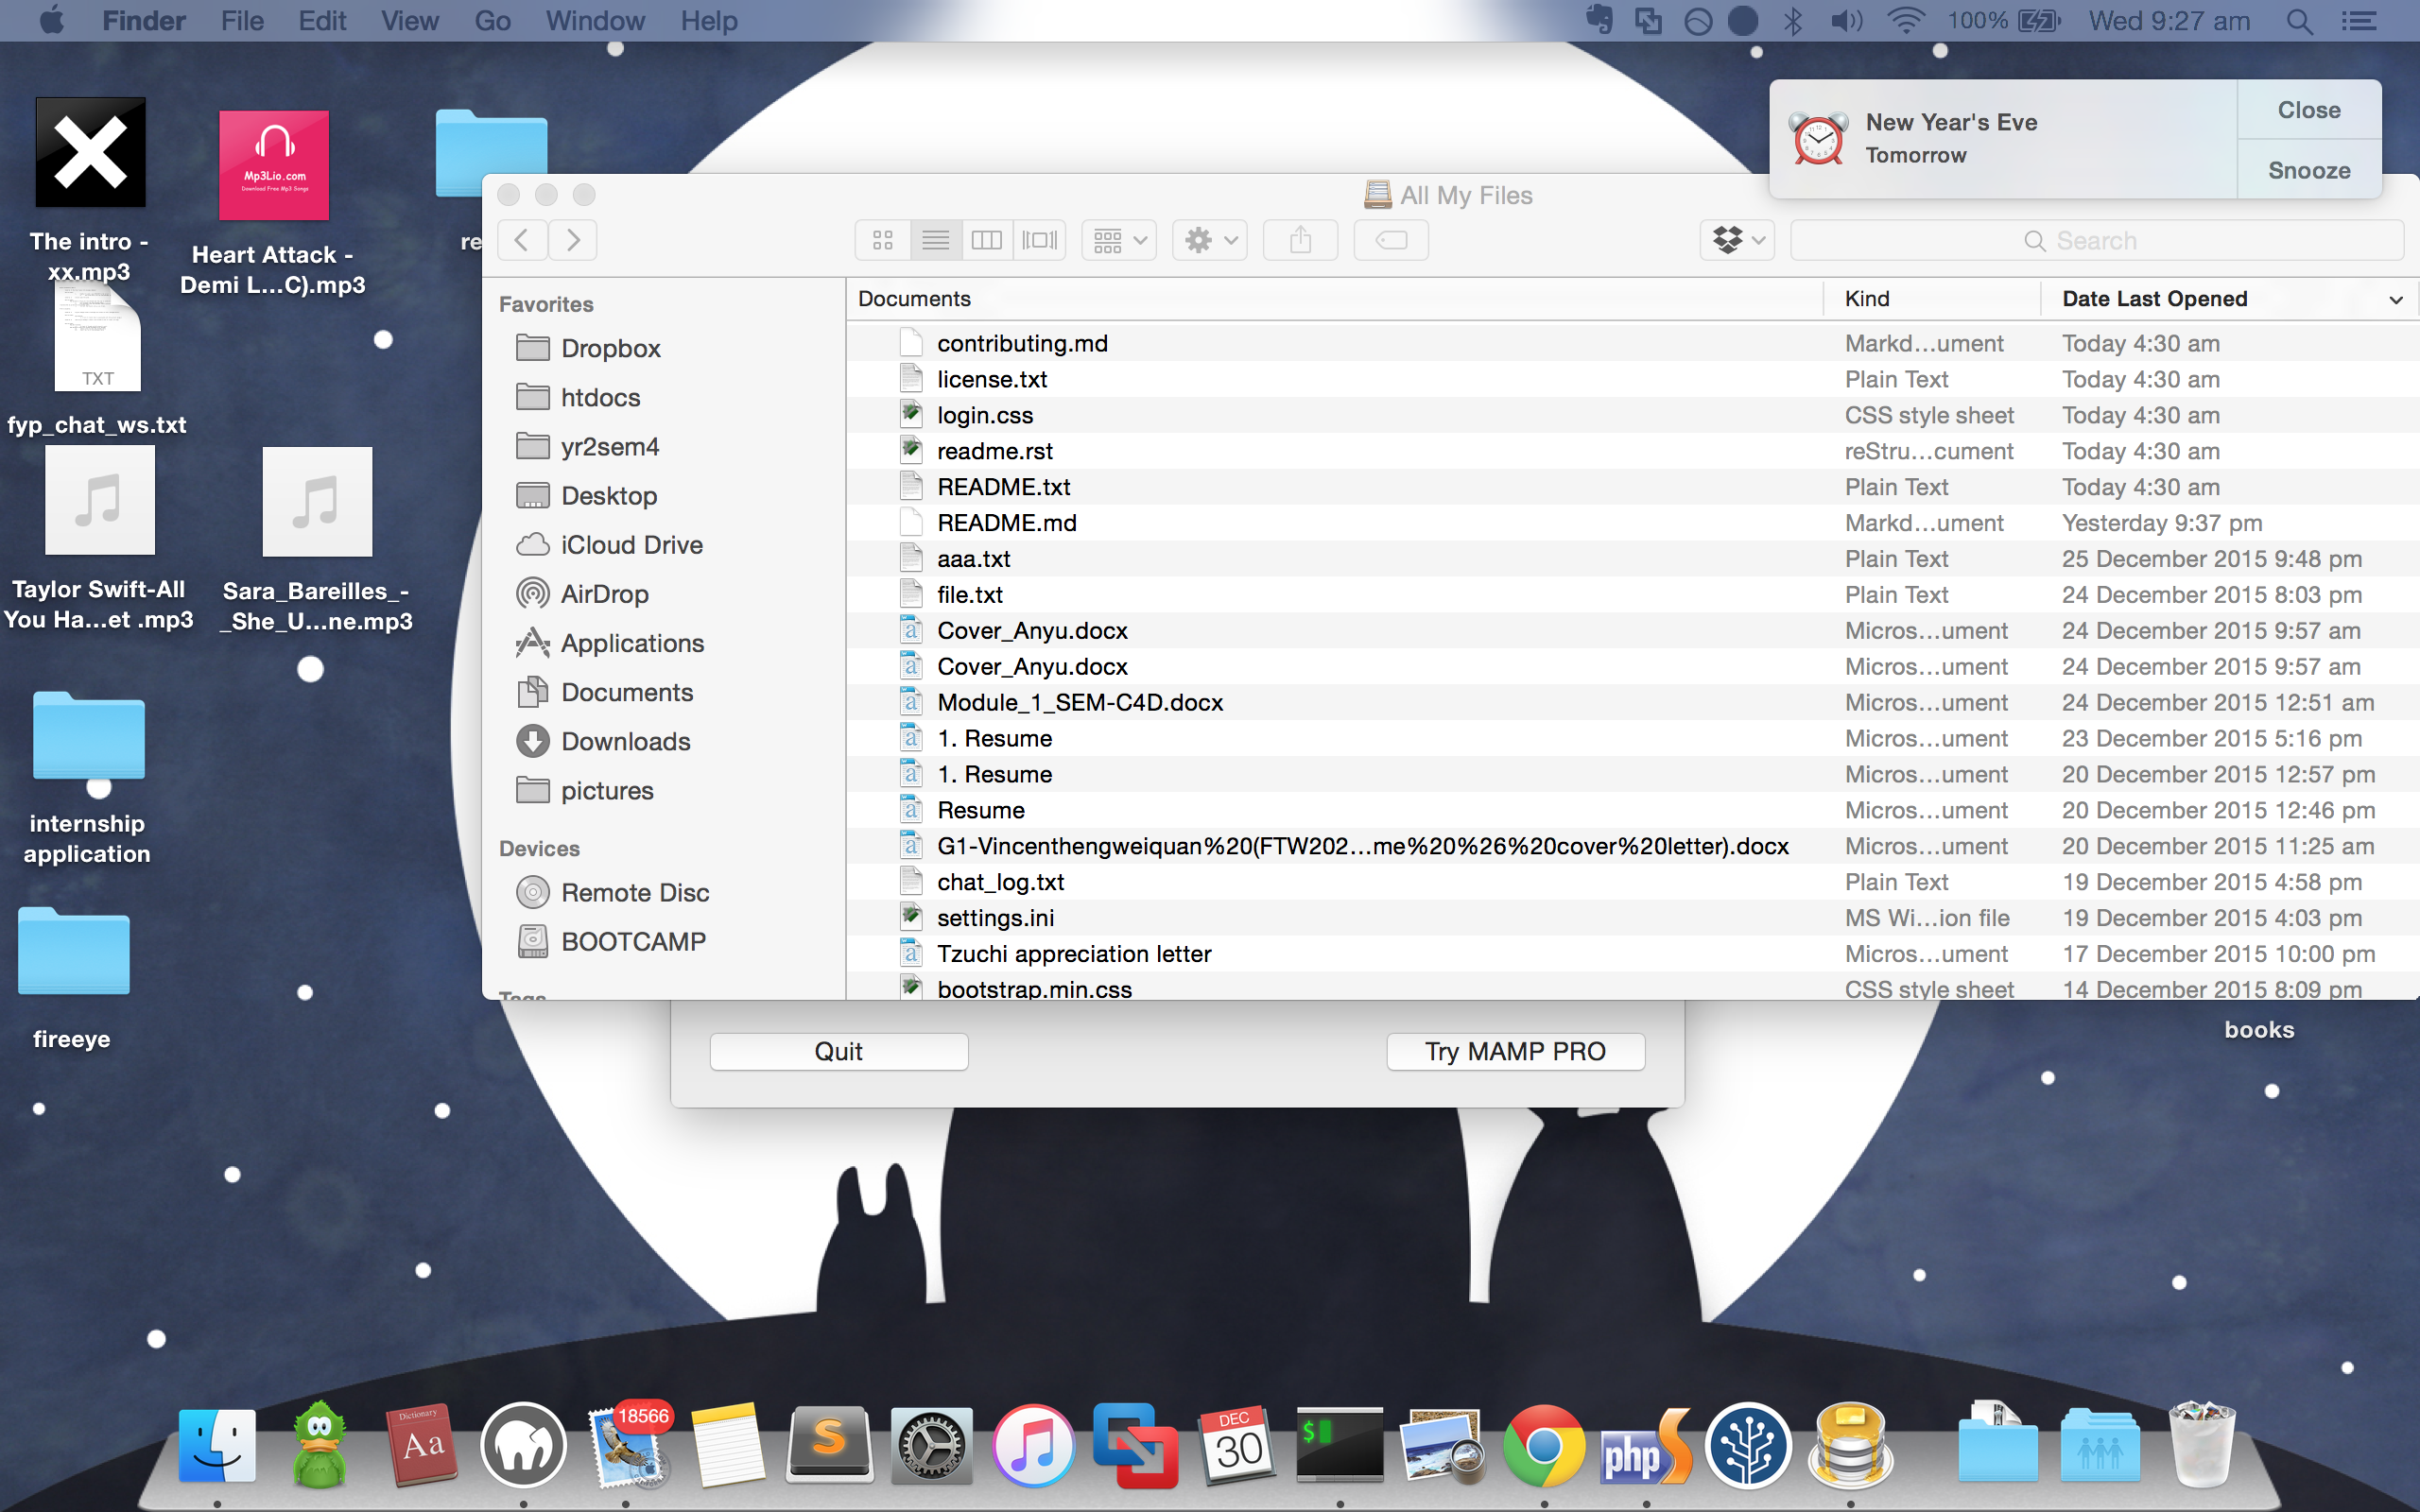 Finder File Edit View Go Window Help
100% Wed 9:27 am
New Year's Eve
Tomorrow
Close
Snooze
The intro -
xx.mp3
Mp3Lio.com
Download Free Mp3 Songs
Heart Attack -
Demi L...C).mp3
re
TXT
fyp_chat_ws.txt
Taylor Swift-All
You Ha...et .mp3
Sara_Bareilles_-
_She_U...ne.mp3
internship
application
fireeye
books
All My Files
Search
Favorites
Dropbox
htdocs
yr2sem4
Desktop
iCloud Drive
AirDrop
Applications
Documents
Downloads
pictures
Devices
Remote Disc
BOOTCAMP
Tags
Documents Kind Date Last Opened
contributing.md Markd...ument Today 4:30 am
license.txt Plain Text Today 4:30 am
login.css CSS style sheet Today 4:30 am
readme.rst reStru...cument Today 4:30 am
README.txt Plain Text Today 4:30 am
README.md Markd...ument Yesterday 9:37 pm
aaa.txt Plain Text 25 December 2015 9:48 pm
file.txt Plain Text 24 December 2015 8:03 pm
Cover_Anyu.docx Micros...ument 24 December 2015 9:57 am
Cover_Anyu.docx Micros...ument 24 December 2015 9:57 am
Module_1_SEM-C4D.docx Micros...ument 24 December 2015 12:51 am
1. Resume Micros...ument 23 December 2015 5:16 pm
1. Resume Micros...ument 20 December 2015 12:57 pm
Resume Micros...ument 20 December 2015 12:46 pm
G1-Vincenthengweiquan%20(FTW202...me%20%26%20cover%20letter).docx Micros...ument 20 December 2015 11:25 am
chat_log.txt Plain Text 19 December 2015 4:58 pm
settings.ini MS Wi...ion file 19 December 2015 4:03 pm
Tzuchi appreciation letter Micros...ument 17 December 2015 10:00 pm
bootstrap.min.css CSS style sheet 14 December 2015 8:09 pm
Quit
Try MAMP PRO
Dictionary
Aa
18566
S
DEC
30
$
php